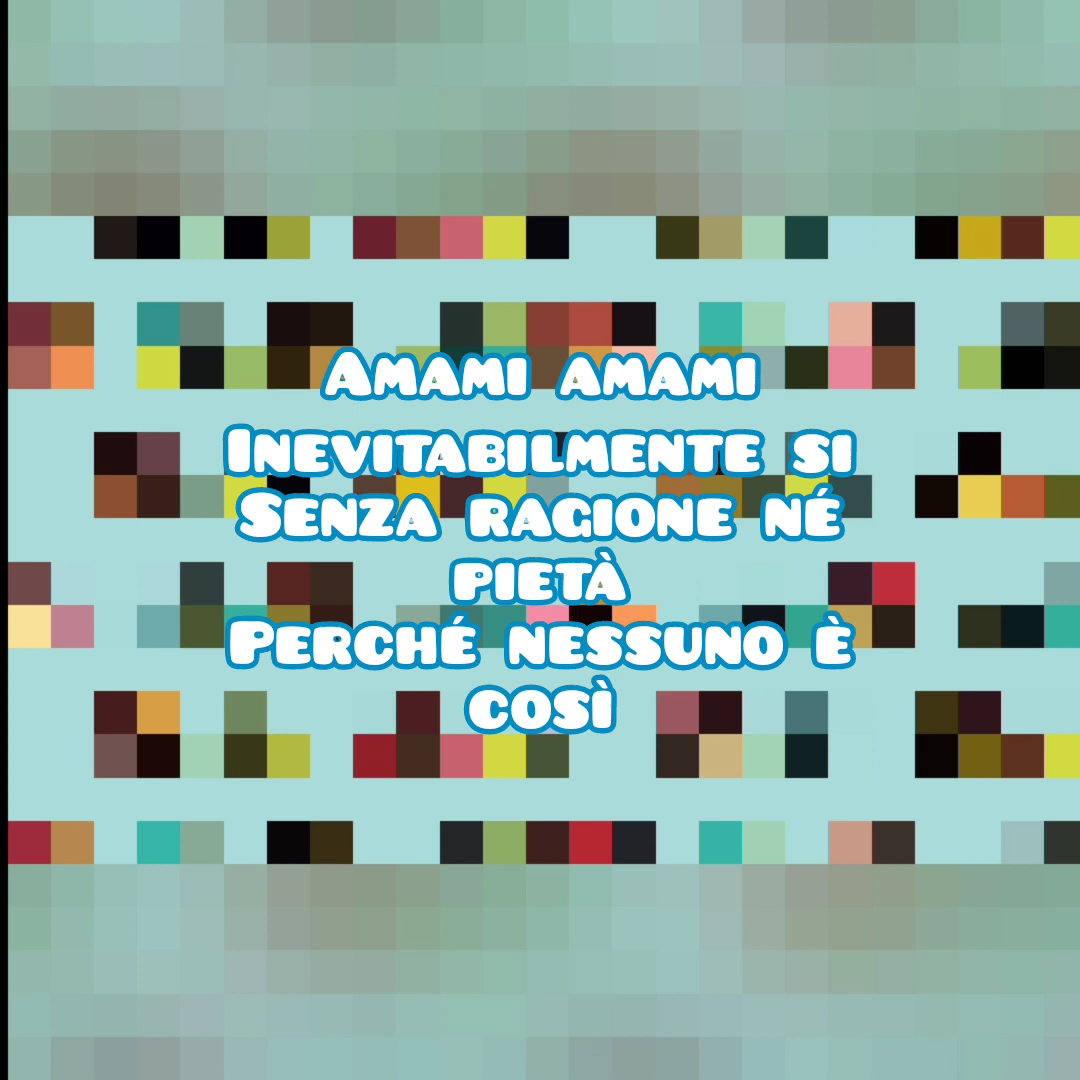 Amami amami
Inevitabilmente si
Senza ragione né
pietà
Perché nessuno è
così